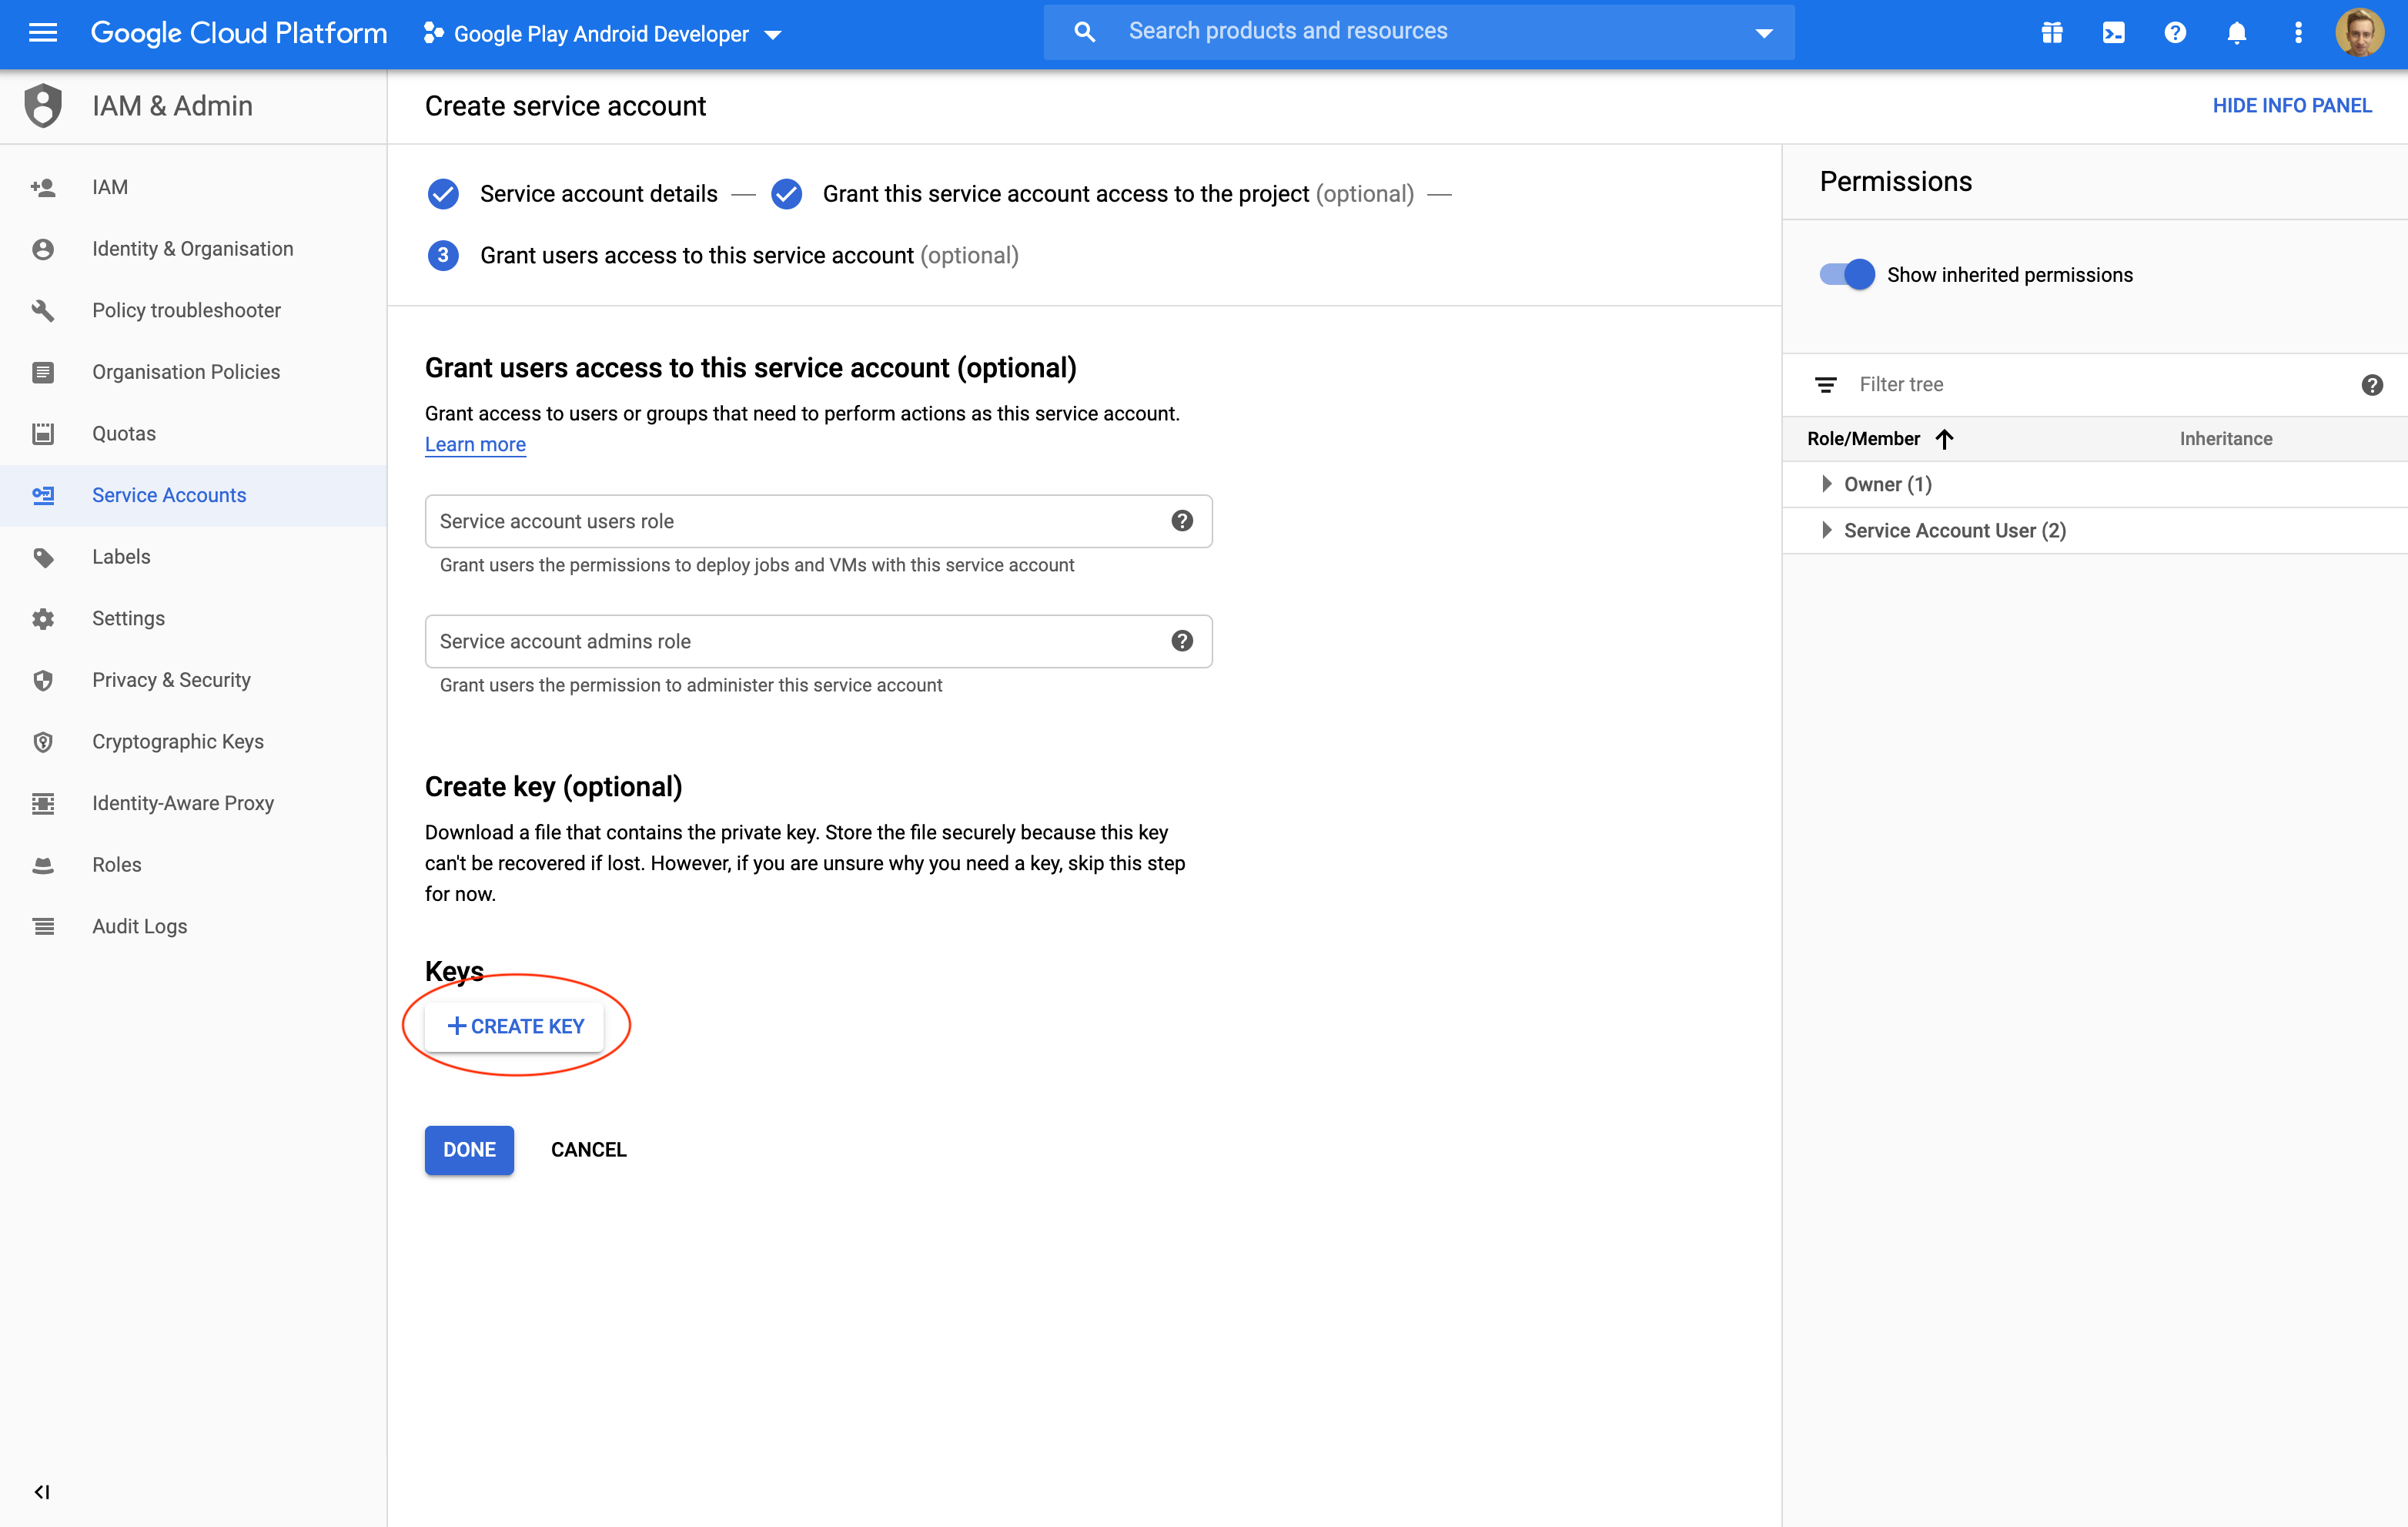 Google Cloud Platform
Google Play Android Developer
Search products and resources
IAM & Admin
IAM
Identity & Organisation
Policy troubleshooter
Organisation Policies
Quotas
Service Accounts
Labels
Settings
Privacy & Security
Cryptographic Keys
Identity-Aware Proxy
Roles
Audit Logs
Create service account
HIDE INFO PANEL
Service account details
Grant this service account access to the project (optional)
3 Grant users access to this service account (optional)
Grant users access to this service account (optional)
Grant access to users or groups that need to perform actions as this service account.
Learn more
Service account users role
Grant users the permissions to deploy jobs and VMs with this service account
Service account admins role
Grant users the permission to administer this service account
Create key (optional)
Download a file that contains the private key. Store the file securely because this key
can't be recovered if lost. However, if you are unsure why you need a key, skip this step
for now.
Keys
+ CREATE KEY
DONE CANCEL
Permissions
Show inherited permissions
Filter tree
Role/Member Inheritance
Owner (1)
Service Account User (2)